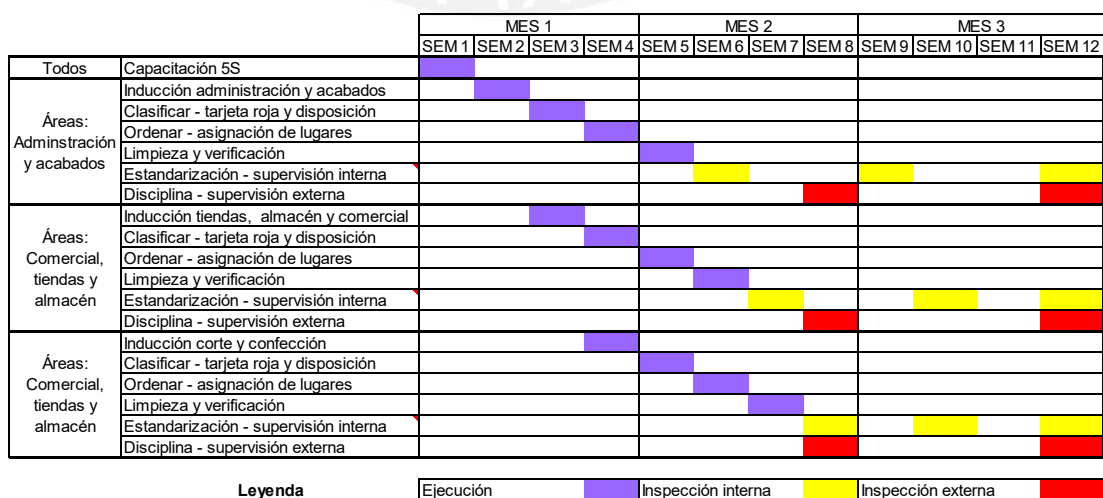 MES 1 MES 2 MES 3
SEM 1 SEM 2 SEM 3 SEM 4 SEM 5 SEM 6 SEM 7 SEM 8 SEM 9 SEM 10 SEM 11 SEM 12
Todos Capacitación 5S
Áreas: Adminstración y acabados
Inducción administración y acabados
Clasificar - tarjeta roja y disposición
Ordenar - asignación de lugares
Limpieza y verificación
Estandarización - supervisión interna
Disciplina - supervisión externa
Áreas: Comercial, tiendas y almacén
Inducción tiendas, almacén y comercial
Clasificar - tarjeta roja y disposición
Ordenar - asignación de lugares
Limpieza y verificación
Estandarización - supervisión interna
Disciplina - supervisión externa
Áreas: Comercial, tiendas y almacén
Inducción corte y confección
Clasificar - tarjeta roja y disposición
Ordenar - asignación de lugares
Limpieza y verificación
Estandarización - supervisión interna
Disciplina - supervisión externa
Leyenda Ejecución Inspección interna Inspección externa